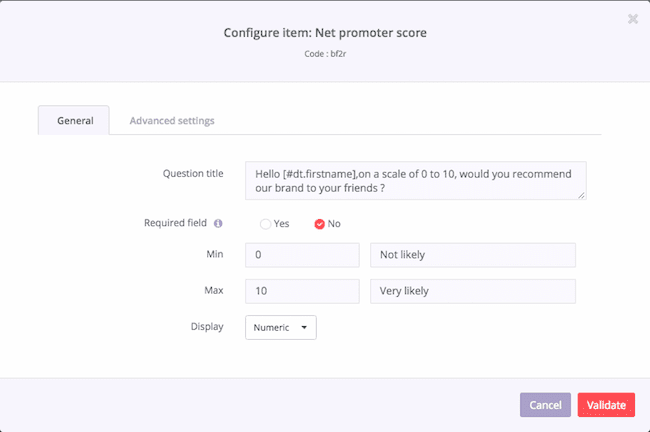 Configure item: Net promoter score
Code : bf2r
General
Advanced settings
Question title
Hello [#dt.firstname],on a scale of 0 to 10, would you recommend
our brand to your friends ?
Required field
Yes
No
Min
0
Not likely
Max
10
Very likely
Display
Numeric
Cancel
Validate